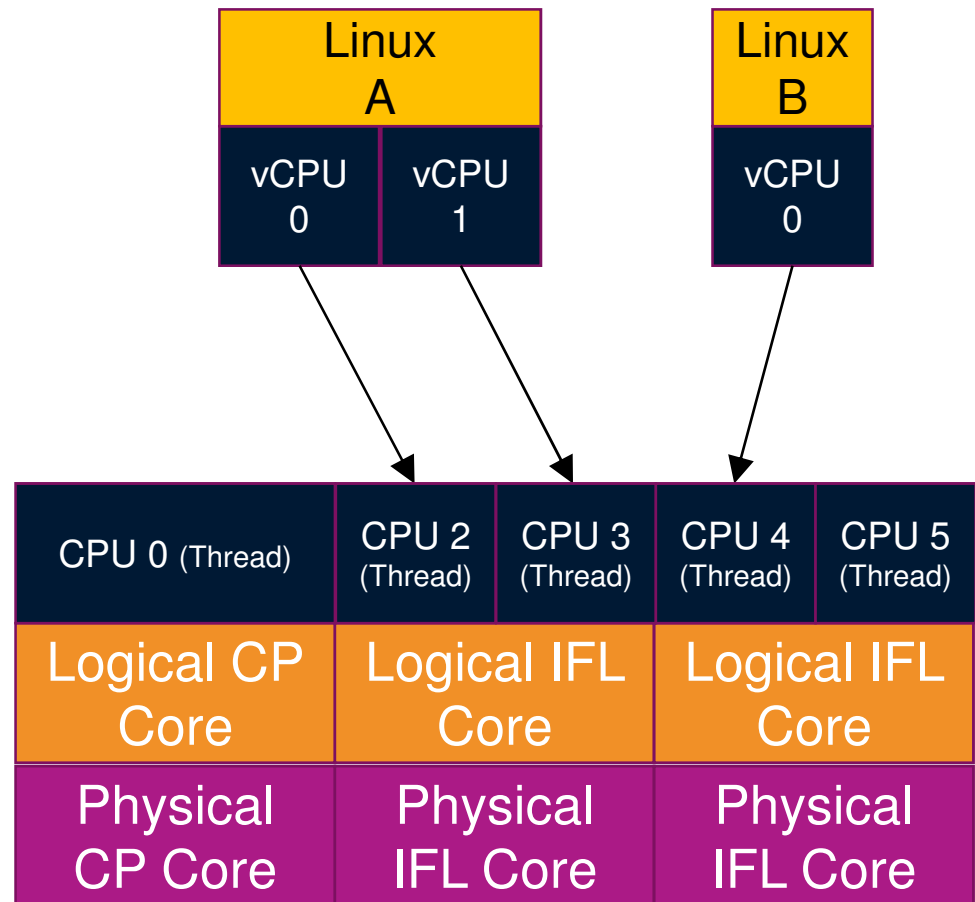 Linux
A
Linux
B
vCPU
0
vCPU
1
vCPU
0
CPU 0 (Thread)
CPU 2
(Thread)
CPU 3
(Thread)
CPU 4
(Thread)
CPU 5
(Thread)
Logical CP
Core
Logical IFL
Core
Logical IFL
Core
Physical
CP Core
Physical
IFL Core
Physical
IFL Core